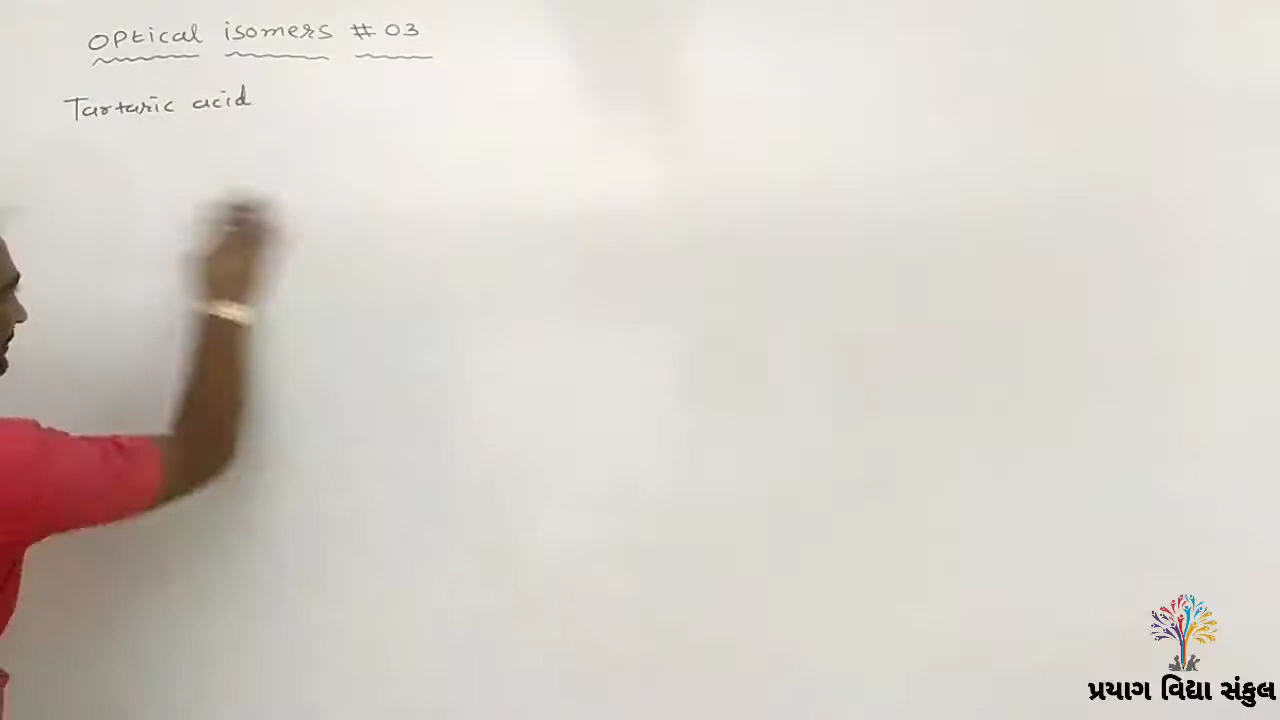 Optical isomers # 03
Tartaric acid
પ્રયાગ વિદ્યા સંકુલ